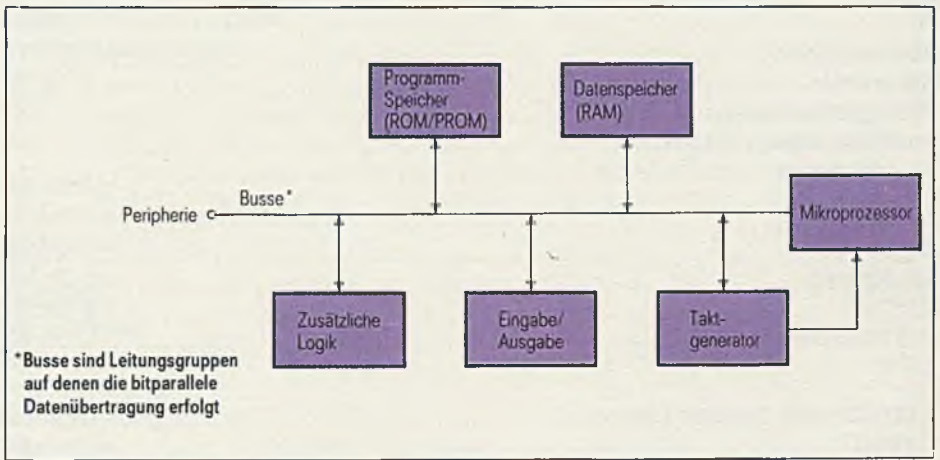 Programm-
Speicher
(ROM/PROM)
Datenspeicher
(RAM)
Busse*
Peripherie
Mikroprozessor
Zusätzliche
Logik
Eingabe/
Ausgabe
Takt-
generator
*Busse sind Leitungsgruppen
auf denen die bitparallele
Datenübertragung erfolgt